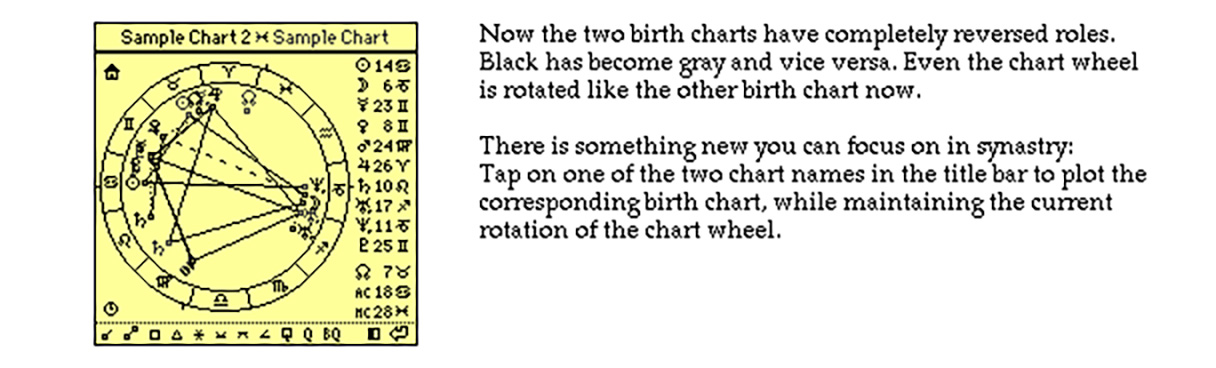 Sample Chart 2 ⚺ Sample Chart
☉ 14 ♋
☽ 6 ♑
☿ 23 ♊
♀ 8 ♊
♂ 24 ♍
♃ 26 ♈
♄ 10 ♌
♅ 17 ♐
♆ 11 ♑
♇ 25 ♊
☊ 7 ♉
AC 18 ♋
MC 28 ♓
Q BQ
Now the two birth charts have completely reversed roles.
Black has become gray and vice versa. Even the chart wheel
is rotated like the other birth chart now.
There is something new you can focus on in synastry:
Tap on one of the two chart names in the title bar to plot the
corresponding birth chart, while maintaining the current
rotation of the chart wheel.